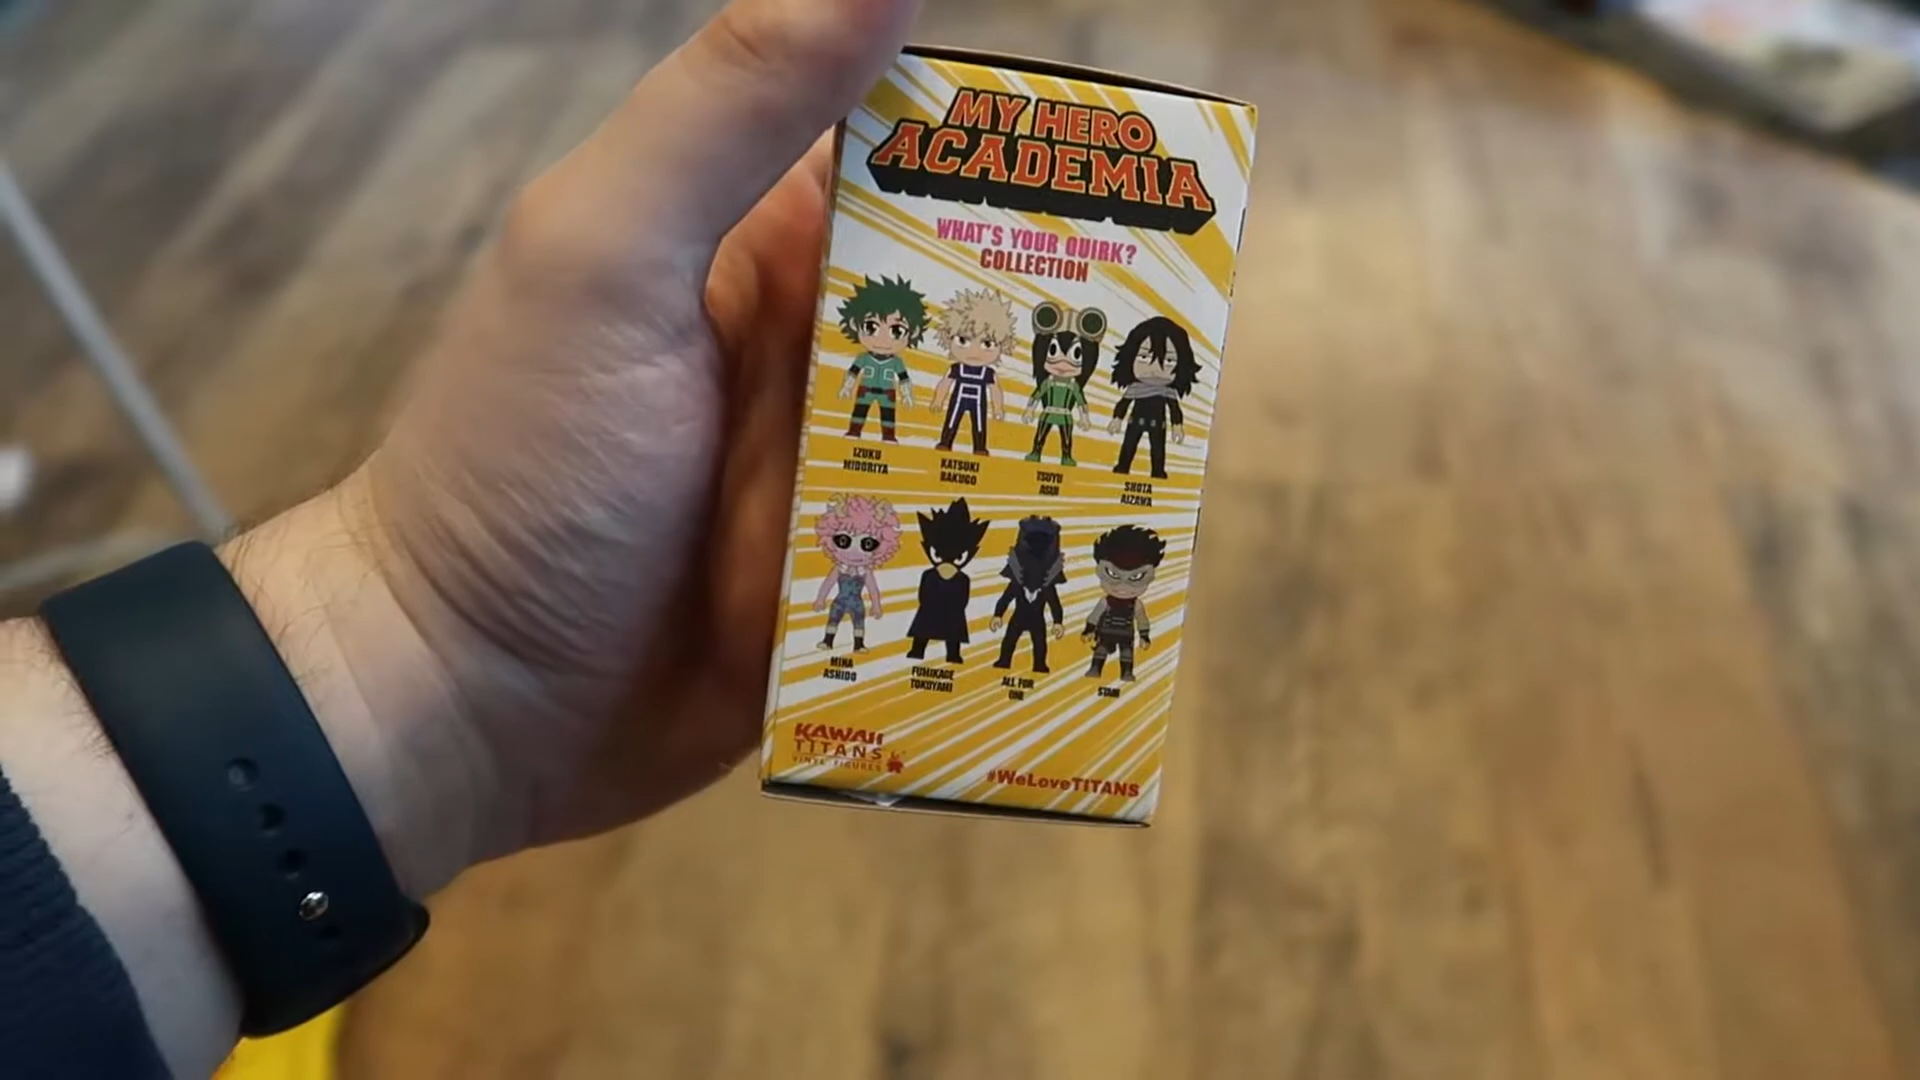 MY HERO
ACADEMIA
WHAT'S YOUR QUIRK?
COLLECTION
IZUKU
MIDORIYA
KATSUKI
BAKUGO
TSUYU
ASUI
SHOTA
AIZAWA
MINA
ASHIDO
FUMIKAGE
TOKOYAMI
ALL FOR
ONE
STAIN
KAWAII
TITANS
VINYL FIGURES
#WeLoveTITANS